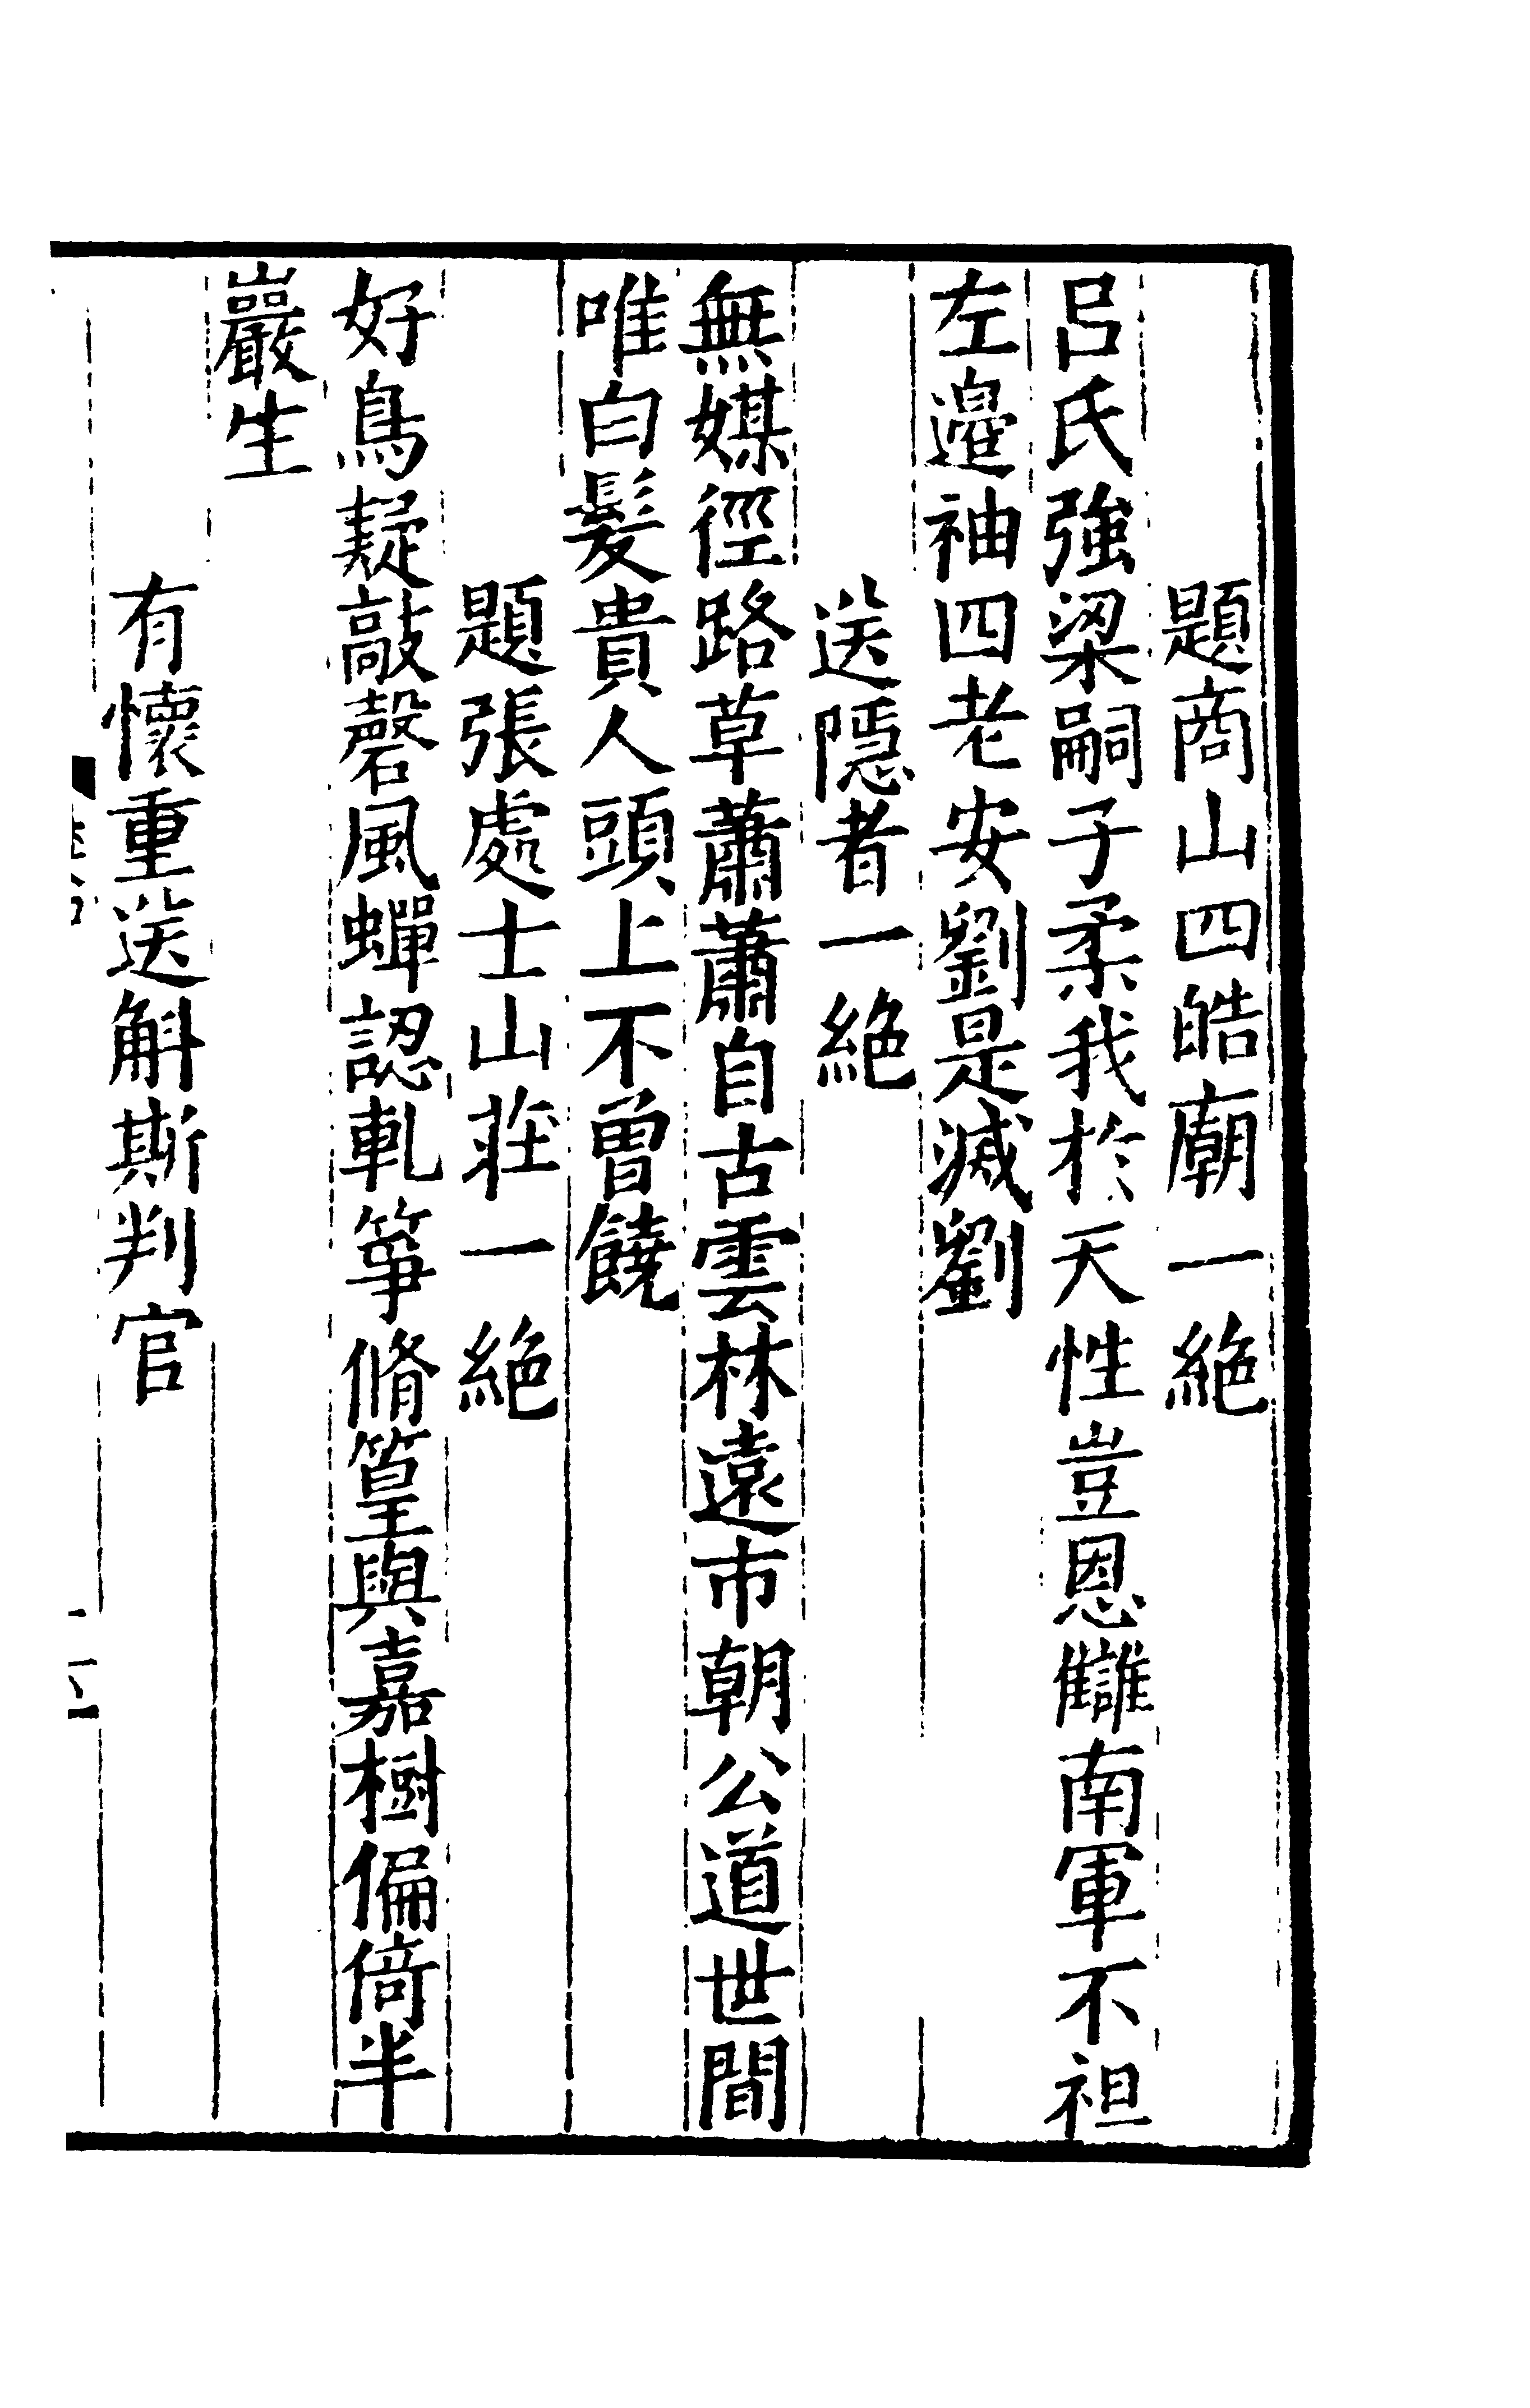 題商山四皓廟一絕
呂氏強梁嗣子柔我於天性豈恩讎南軍不袒
左邊袖四老安劉是滅劉
送隱者一絕
無媒徑路草蕭蕭自古雲林遠市朝公道世間
唯白髮貴人頭上不曾饒
題張處士山莊一絕
好鳥疑敲磬風蟬認軋箏脩篁與嘉樹偏倚半
巖生
有懷重送斛斯判官